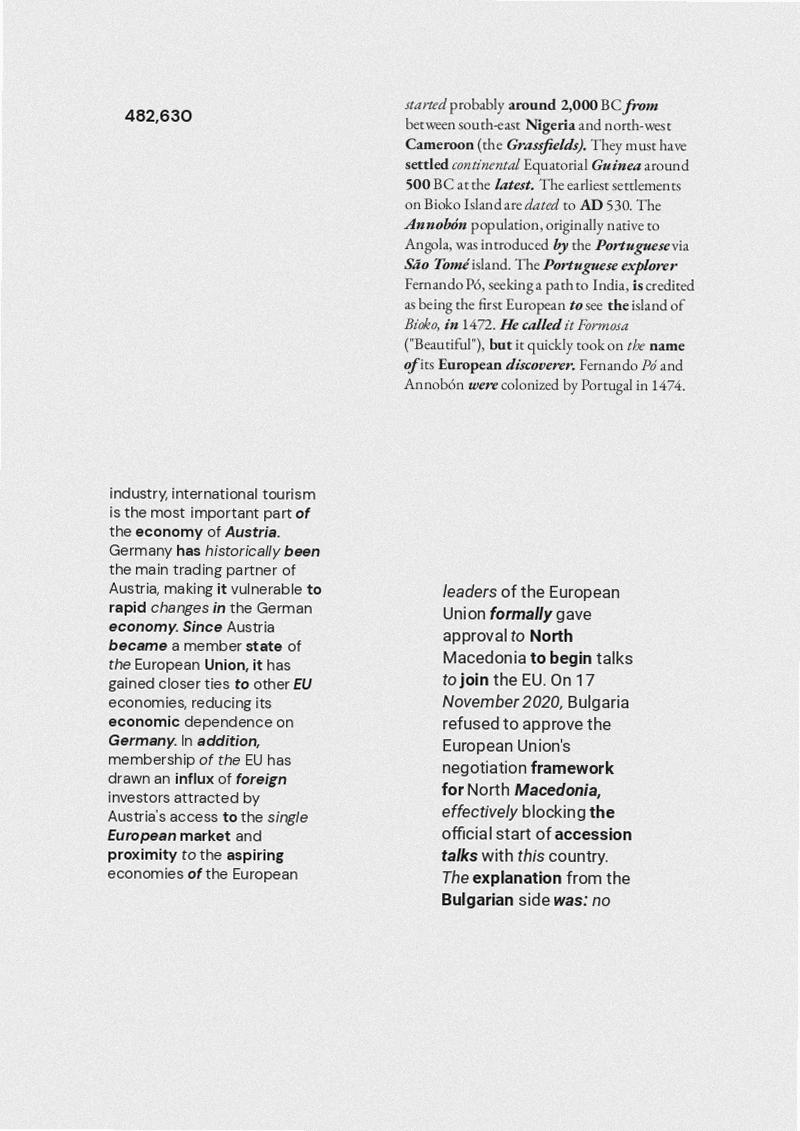 482,630
started probably around 2,000 BC from
between south-east Nigeria and north-west
Cameroon (the Grassfields). They must have
settled continental Equatorial Guinea around
500 BC at the latest. The earliest settlements
on Bioko Island are dated to AD 530. The
Annobón population, originally native to
Angola, was introduced by the Portuguese via
São Tomé island. The Portuguese explorer
Fernando Pó, seeking a path to India, is credited
as being the first European to see the island of
Bioko, in 1472. He called it Formosa
("Beautiful"), but it quickly took on the name
of its European discoverer. Fernando Pó and
Annobón were colonized by Portugal in 1474.
industry, international tourism
is the most important part of
the economy of Austria.
Germany has historically been
the main trading partner of
Austria, making it vulnerable to
rapid changes in the German
economy. Since Austria
became a member state of
the European Union, it has
gained closer ties to other EU
economies, reducing its
economic dependence on
Germany. In addition,
membership of the EU has
drawn an influx of foreign
investors attracted by
Austria's access to the single
European market and
proximity to the aspiring
economies of the European
leaders of the European
Union formally gave
approval to North
Macedonia to begin talks
to join the EU. On 17
November 2020, Bulgaria
refused to approve the
European Union's
negotiation framework
for North Macedonia,
effectively blocking the
official start of accession
talks with this country.
The explanation from the
Bulgarian side was: no